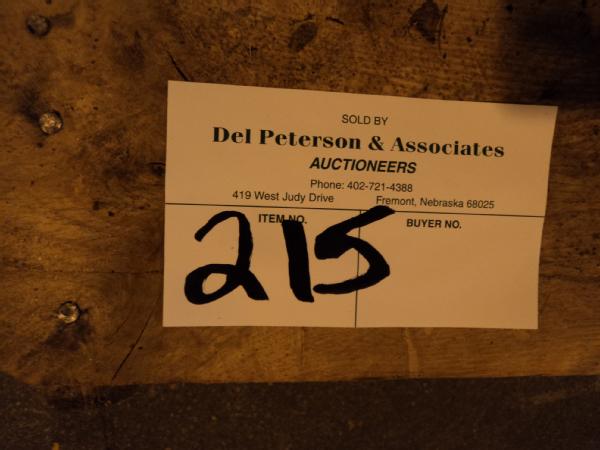 SOLD BY
Del Peterson & Associates
AUCTIONEERS
Phone: 402-721-4388
419 West Judy Drive Fremont, Nebraska 68025
ITEM NO. BUYER NO.
215